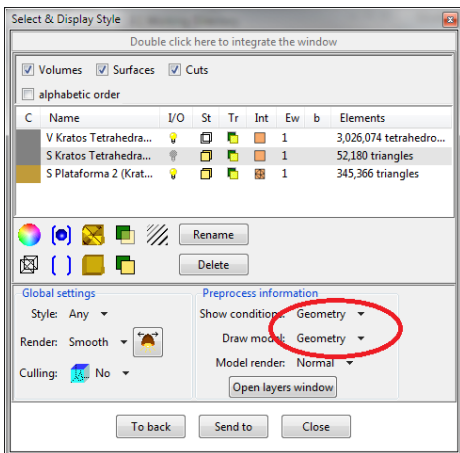 Select & Display Style
Double click here to integrate the window
Volumes Surfaces Cuts
alphabetic order
C Name I/O St Tr Int Ew b Elements
V Kratos Tetrahedra... 1 3,026,074 tetrahedro...
S Kratos Tetrahedra... 1 52,180 triangles
S Plataforma 2 (Krat... 1 345,366 triangles
Rename
Delete
Global settings Preprocess information
Style: Any Show conditions: Geometry
Render: Smooth Draw model: Geometry
Culling: No Model render: Normal
Open layers window
To back Send to Close